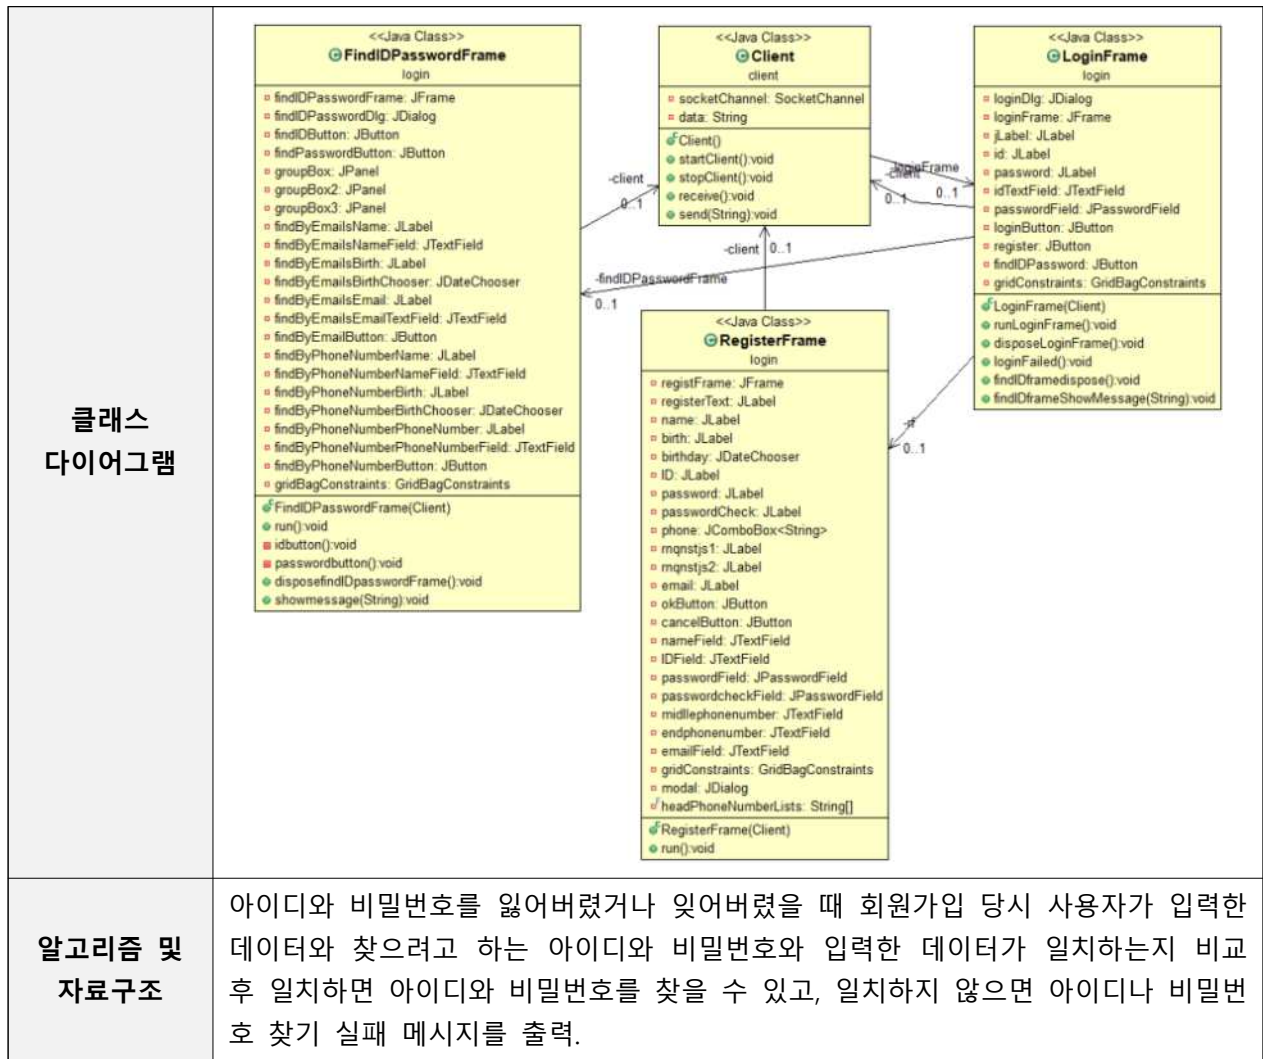 클래스
다이어그램
<<Java Class>>
FindIDPasswordFrame
login
findIDPasswordFrame: JFrame
findIDPasswordDlg: JDialog
findIDButton: JButton
findPasswordButton: JButton
groupBox: JPanel
groupBox2: JPanel
groupBox3: JPanel
findByEmailsName: JLabel
findByEmailsNameField: JTextField
findByEmailsBirth: JLabel
findByEmailsBirthChooser: JDateChooser
findByEmailsEmail: JLabel
findByEmailsEmailTextField: JTextField
findByEmailButton: JButton
findByPhoneNumberName: JLabel
findByPhoneNumberNameField: JTextField
findByPhoneNumberBirth: JLabel
findByPhoneNumberBirthChooser: JDateChooser
findByPhoneNumberPhoneNumber: JLabel
findByPhoneNumberPhoneNumberField: JTextField
findByPhoneNumberButton: JButton
gridBagConstraints: GridBagConstraints
FindIDPasswordFrame(Client)
run():void
idbutton():void
passwordbutton():void
disposefindIDpasswordFrame():void
showmessage(String):void
<<Java Class>>
Client
client
socketChannel: SocketChannel
data: String
Client()
startClient():void
stopClient():void
receive():void
send(String):void
<<Java Class>>
LoginFrame
login
loginDlg: JDialog
loginFrame: JFrame
jLabel: JLabel
id: JLabel
password: JLabel
idTextField: JTextField
passwordField: JPasswordField
loginButton: JButton
register: JButton
findIDPassword: JButton
gridConstraints: GridBagConstraints
LoginFrame(Client)
runLoginFrame():void
disposeLoginFrame():void
loginFailed():void
findIDframedispose():void
findIDframeShowMessage(String):void
-client
0..1
-loginFrame
0..1
-client
0..1
-client
0..1
-findIDPasswordFrame
0..1
-rf
0..1
<<Java Class>>
RegisterFrame
login
registFrame: JFrame
registerText: JLabel
name: JLabel
birth: JLabel
birthday: JDateChooser
ID: JLabel
password: JLabel
passwordCheck: JLabel
phone: JComboBox<String>
rnqnstjs1: JLabel
rnqnstjs2: JLabel
email: JLabel
okButton: JButton
cancelButton: JButton
nameField: JTextField
IDField: JTextField
passwordField: JPasswordField
passwordcheckField: JPasswordField
midllephonenumber: JTextField
endphonenumber: JTextField
emailField: JTextField
gridConstraints: GridBagConstraints
modal: JDialog
headPhoneNumberLists: String[]
RegisterFrame(Client)
run():void
알고리즘 및
자료구조
아이디와 비밀번호를 잃어버렸거나 잊어버렸을 때 회원가입 당시 사용자가 입력한
데이터와 찾으려고 하는 아이디와 비밀번호와 입력한 데이터가 일치하는지 비교
후 일치하면 아이디와 비밀번호를 찾을 수 있고, 일치하지 않으면 아이디나 비밀번
호 찾기 실패 메시지를 출력.